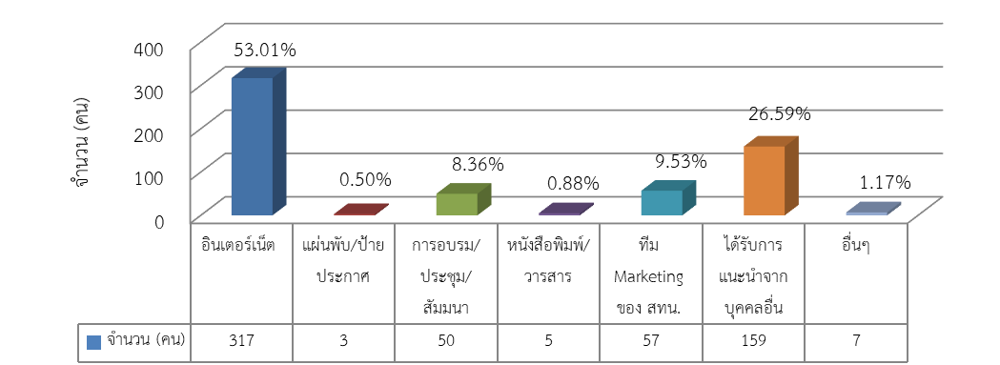 400
300
200
100
0
จำนวน (คน)
53.01%
0.50%
8.36%
0.88%
9.53%
26.59%
1.17%
อินเตอร์เน็ต
แผ่นพับ/ป้าย
ประกาศ
การอบรม/
ประชุม/
สัมมนา
หนังสือพิมพ์/
วารสาร
ทีม
Marketing
ของ สทน.
ได้รับการ
แนะนำจาก
บุคคลอื่น
อื่นๆ
จำนวน (คน) 317 3 50 5 57 159 7